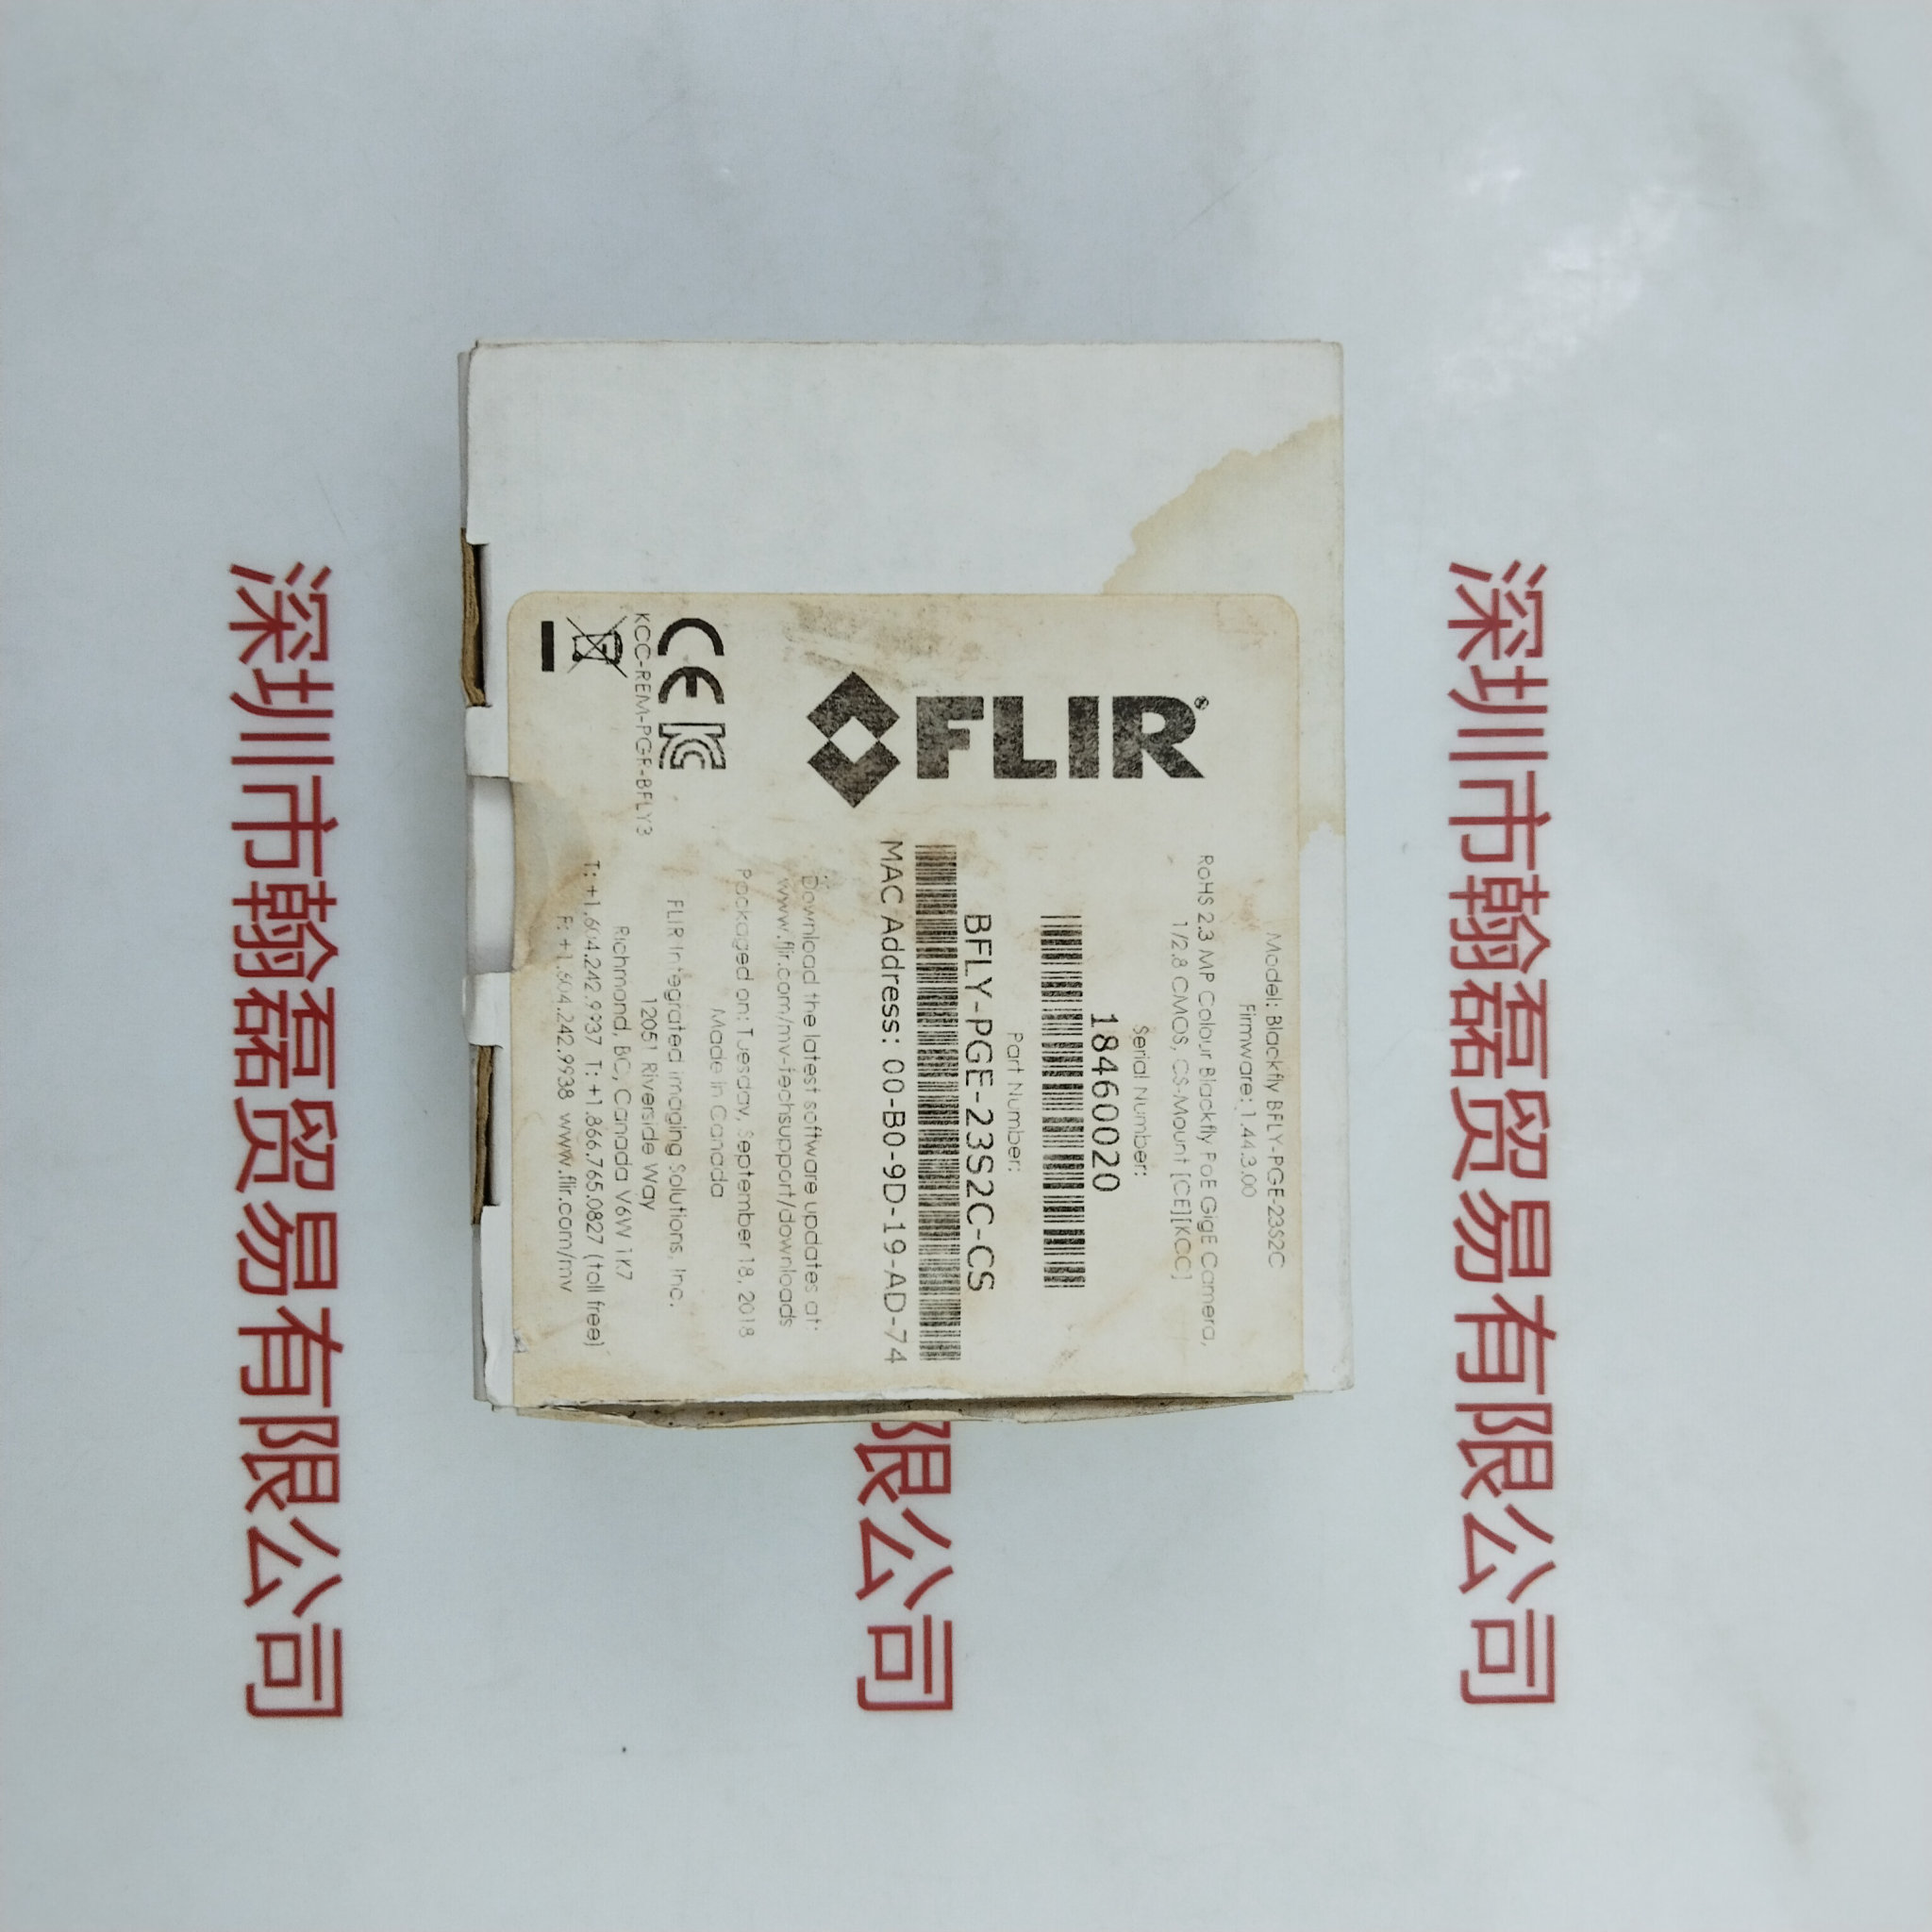 FLIR®
Model: Blackfly BFLY-PGE-23S2C
Firmware: 1.44.3.00
RoHS 2.3 MP Colour Blackfly PoE GigE Camera,
1/2.8 CMOS, CS-Mount [CE][KCC]
Serial Number:
18460020
Part Number:
BFLY-PGE-23S2C-CS
MAC Address: 00-B0-9D-19-AD-74
Download the latest software updates at:
www.flir.com/mv-techsupport/downloads
Packaged on: Tuesday, September 18, 2018
Made in Canada
FLIR Integrated Imaging Solutions, Inc.
12051 Riverside Way
Richmond, BC, Canada V6W 1K7
T: +1.604.242.9937 T: +1.866.765.0827 (toll free)
F: +1.604.242.9938 www.flir.com/mv
CE
KCC-REM-PGR-BFLY3
深圳市翰磊贸易有限公司
限公司
深圳市翰磊贸易有限公司